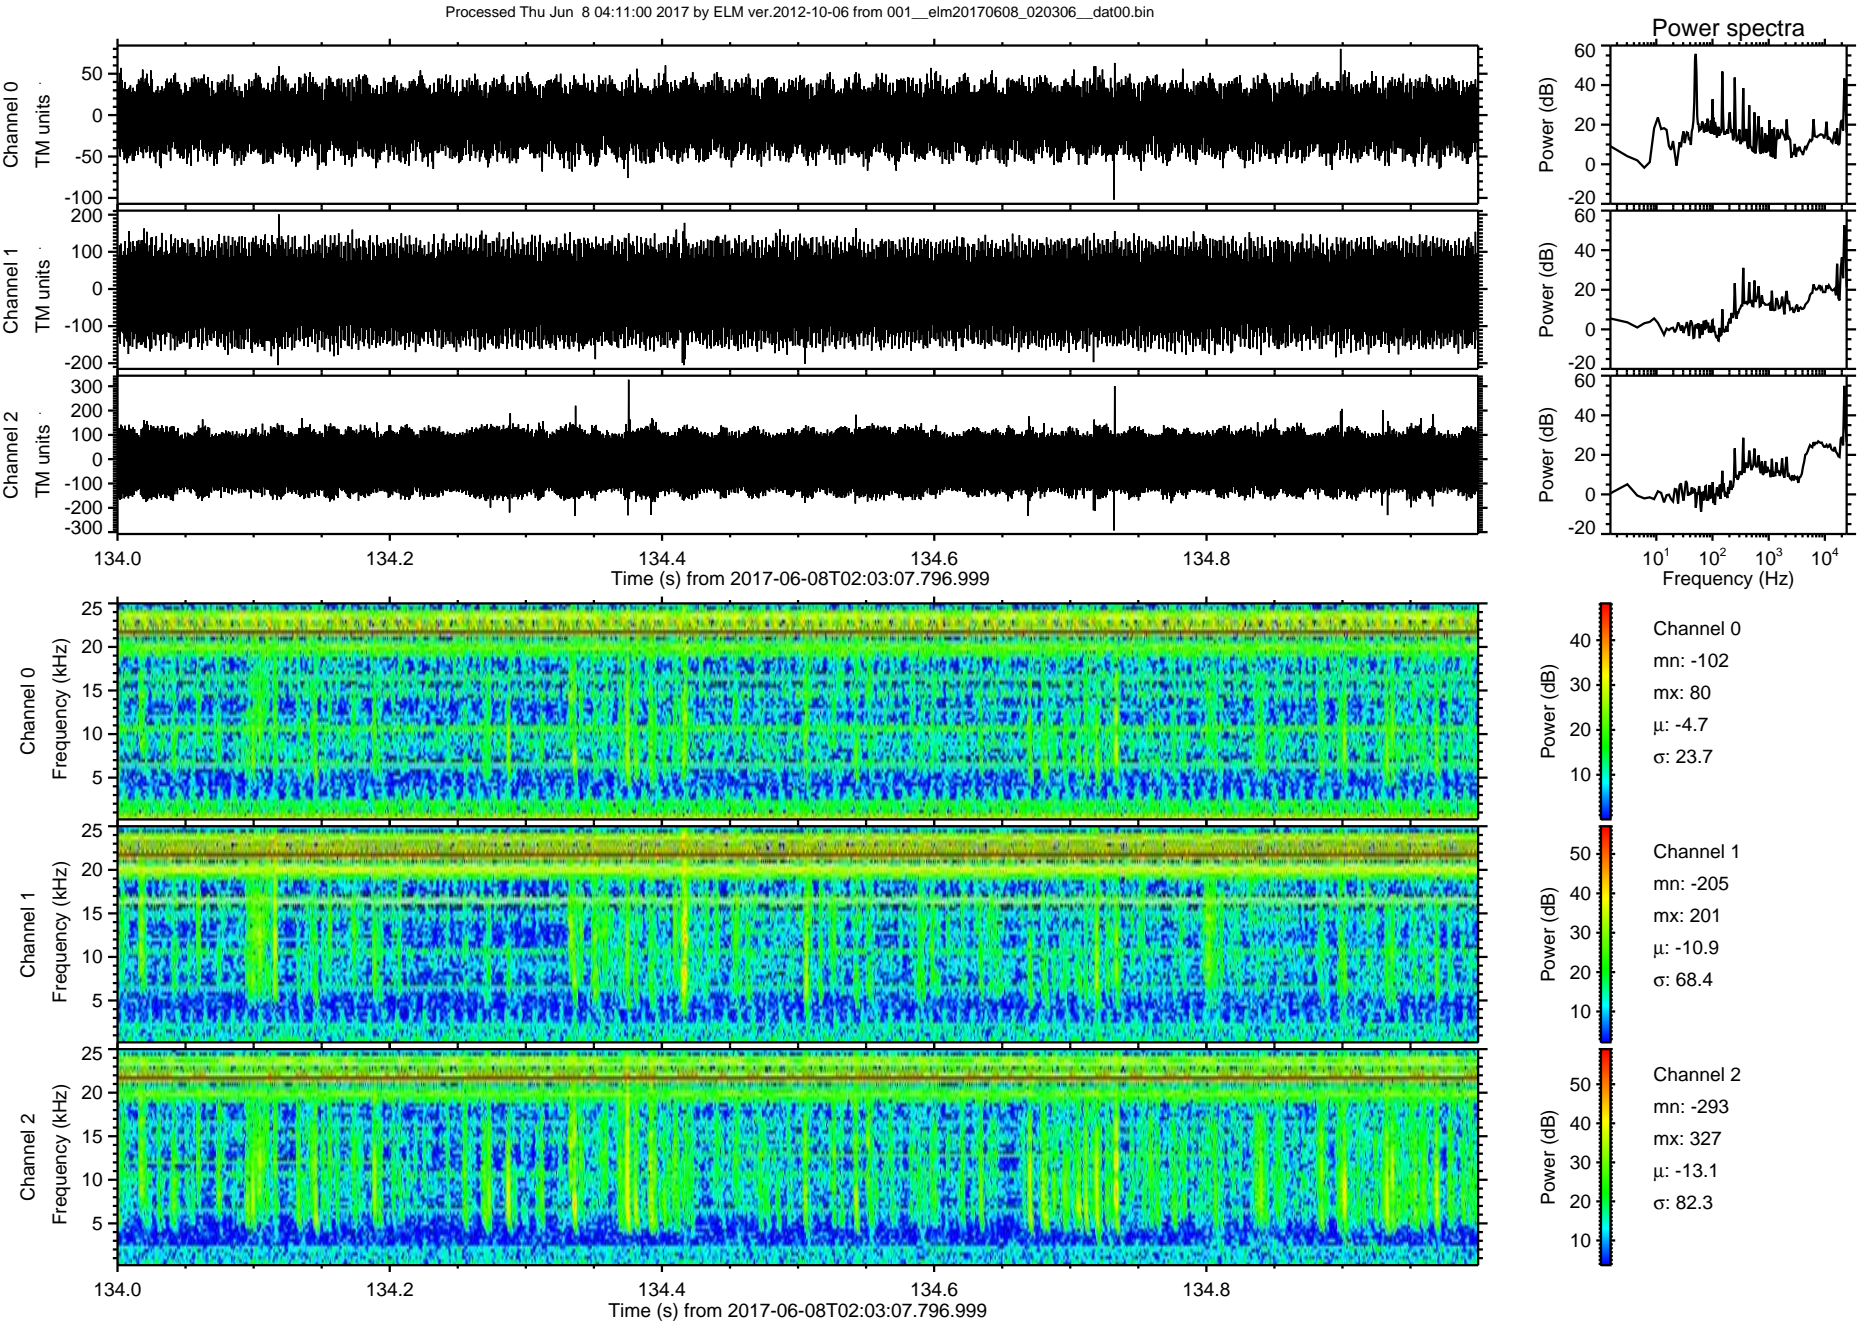 Processed Thu Jun  8 04:11:00 2017 by ELM ver.2012-10-06 from 001__elm20170608_020306__dat00.bin
Power spectra
Channel 0
TM units
50
0
-50
-100
Power (dB)
60
40
20
0
-20
Channel 1
TM units
200
100
0
-100
-200
Power (dB)
60
40
20
0
-20
Channel 2
TM units
300
200
100
0
-100
-200
-300
Power (dB)
60
40
20
0
-20
134.0 134.2 134.4 134.6 134.8
Time (s) from 2017-06-08T02:03:07.796.999
10¹ 10² 10³ 10⁴
Frequency (Hz)
Channel 0
Frequency (kHz)
25
20
15
10
5
Power (dB)
40
30
20
10
Channel 0
mn: -102
mx: 80
μ: -4.7
σ: 23.7
Channel 1
Frequency (kHz)
25
20
15
10
5
Power (dB)
50
40
30
20
10
Channel 1
mn: -205
mx: 201
μ: -10.9
σ: 68.4
Channel 2
Frequency (kHz)
25
20
15
10
5
Power (dB)
50
40
30
20
10
Channel 2
mn: -293
mx: 327
μ: -13.1
σ: 82.3
134.0 134.2 134.4 134.6 134.8
Time (s) from 2017-06-08T02:03:07.796.999